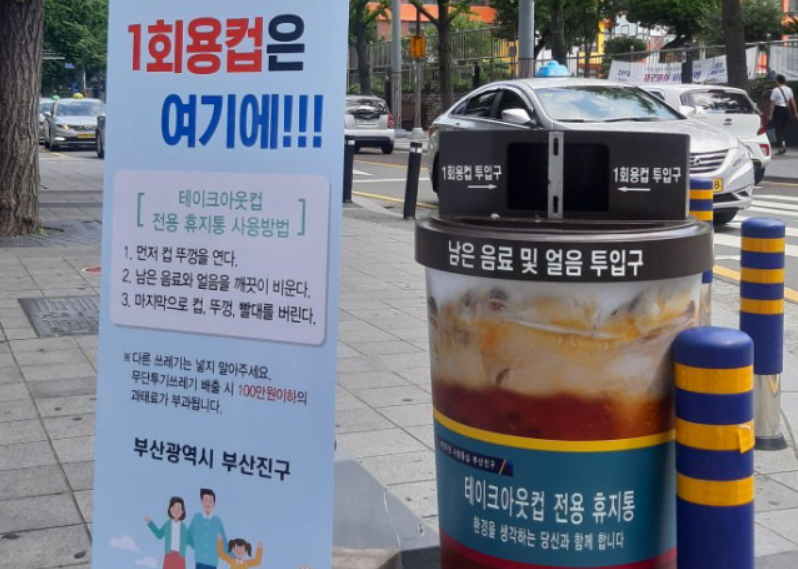 1회용컵은
여기에!!!
[ 테이크아웃컵
전용 휴지통 사용방법 ]
1. 먼저 컵 뚜껑을 연다.
2. 남은 음료와 얼음을 깨끗이 비운다.
3. 마지막으로 컵, 뚜껑, 빨대를 버린다.
※ 다른 쓰레기는 넣지 말아주세요.
무단투기쓰레기 배출 시 100만원이하의
과태료가 부과됩니다.
부산광역시 부산진구
1회용컵 투입구 →
← 1회용컵 투입구
남은 음료 및 얼음 투입구
부산진구
테이크아웃컵 전용 휴지통
환경을 생각하는 당신과 함께 합니다